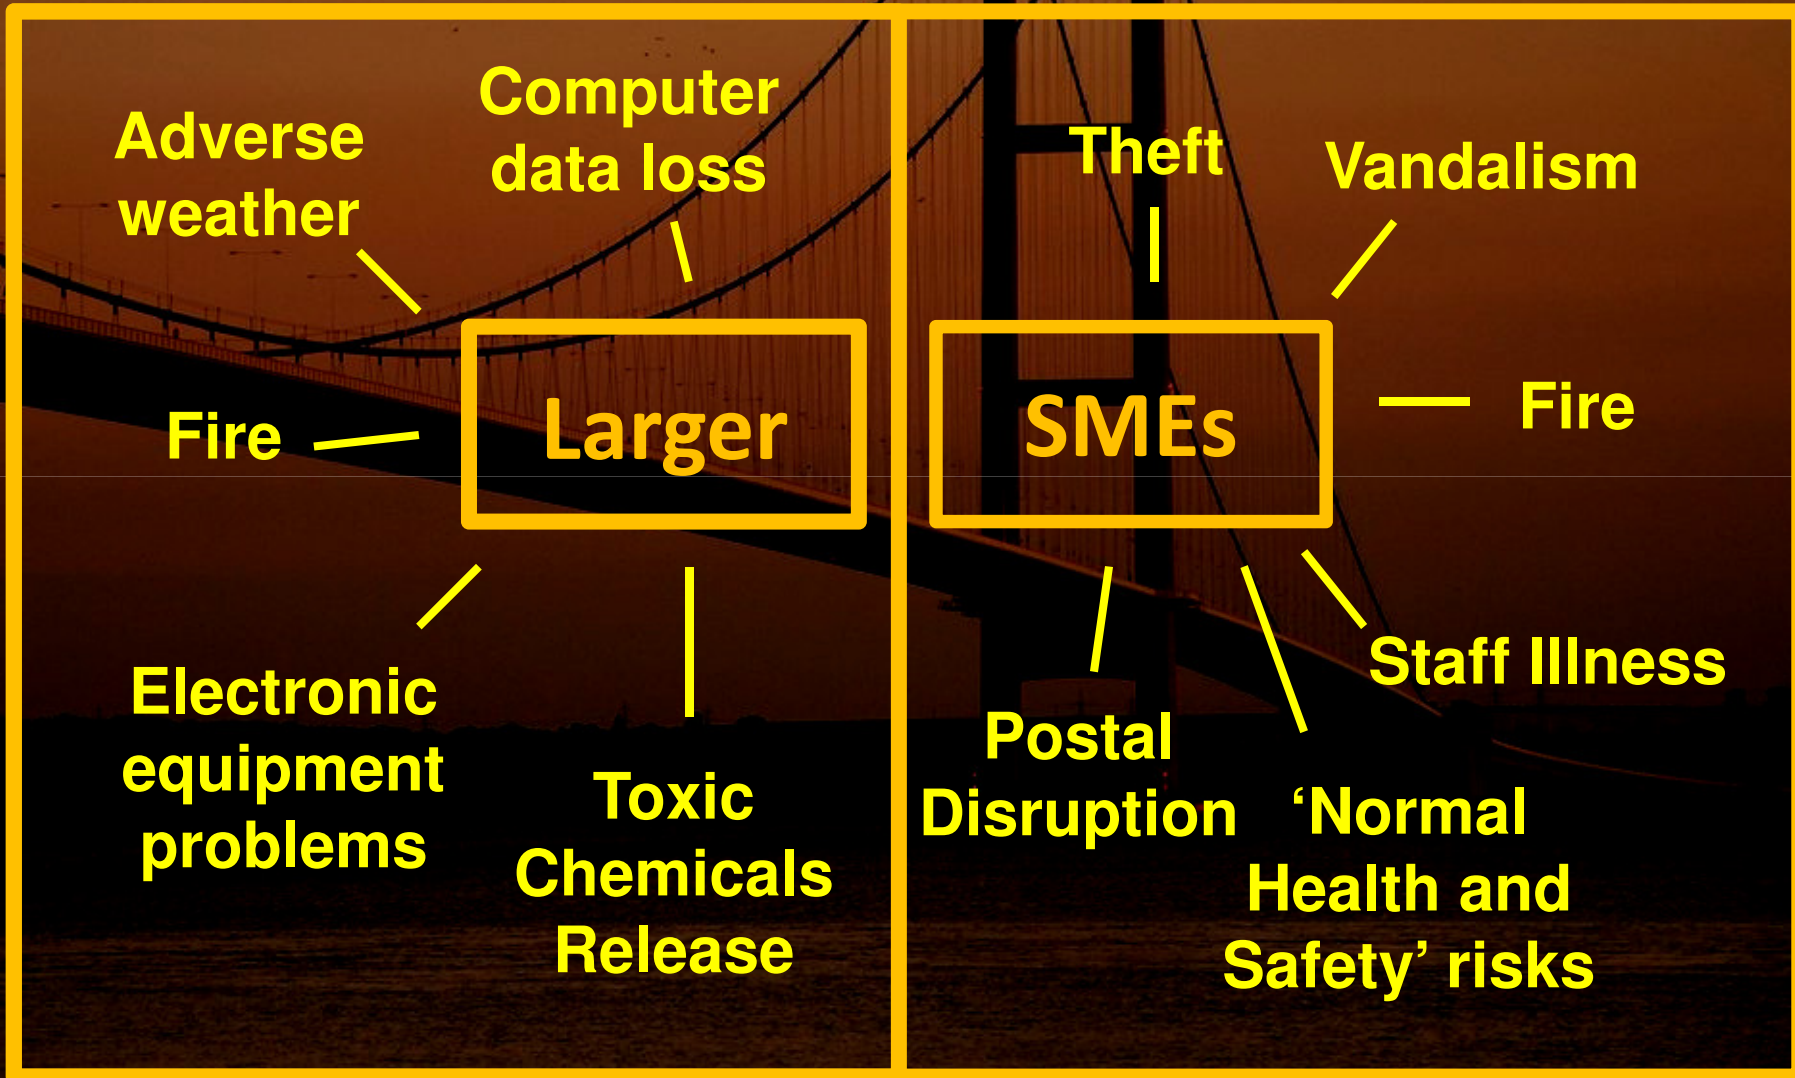 Adverse
weather
Computer
data loss
Fire
Larger
Electronic
equipment
problems
Toxic
Chemicals
Release
Theft
Vandalism
SMEs
Fire
Staff Illness
Postal
Disruption
‘Normal
Health and
Safety’ risks